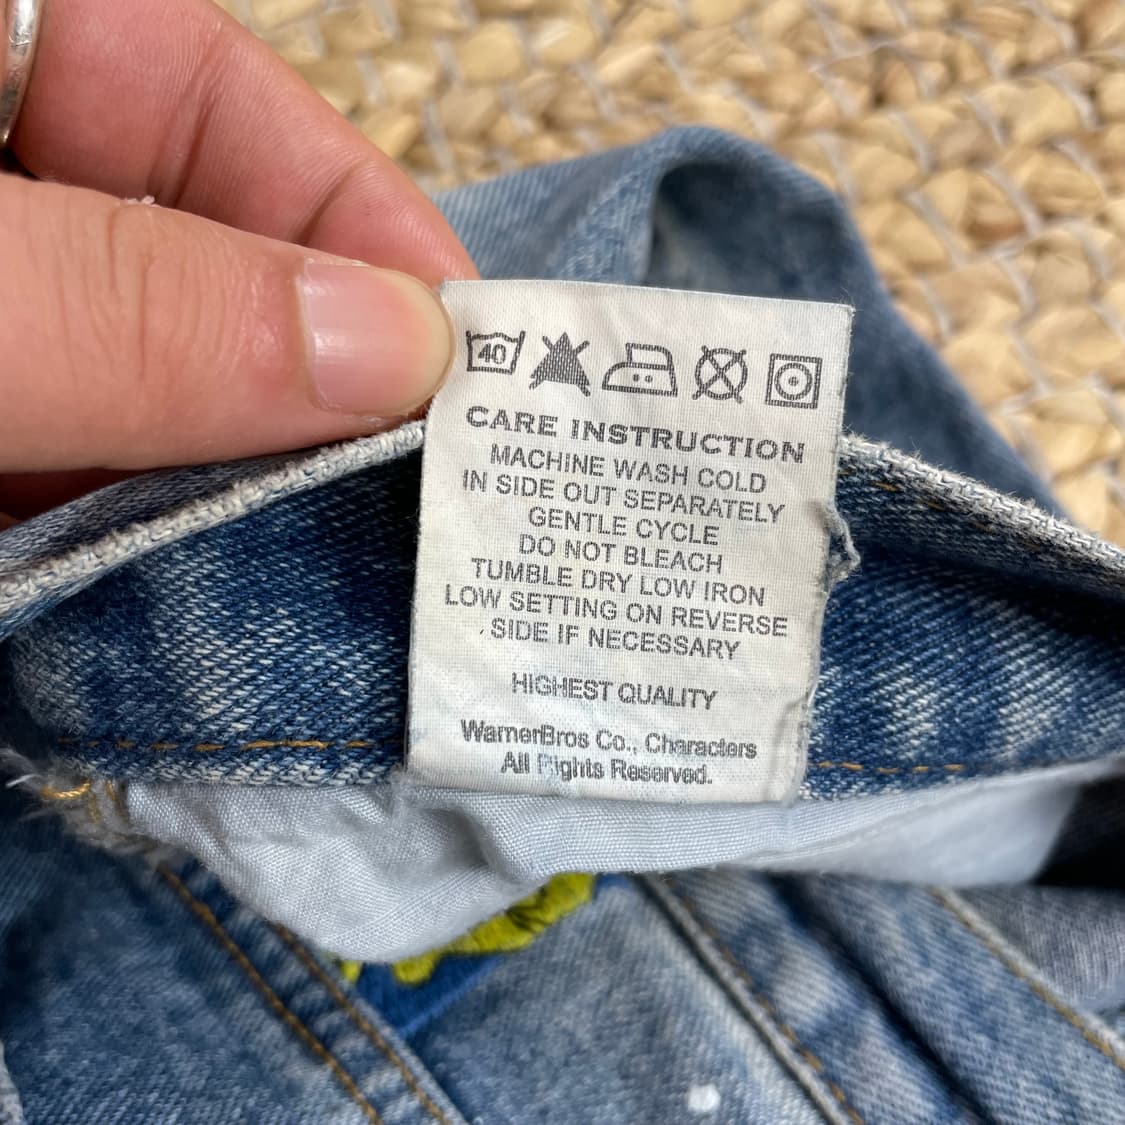 40
CARE INSTRUCTION
MACHINE WASH COLD
IN SIDE OUT SEPARATELY
GENTLE CYCLE
DO NOT BLEACH
TUMBLE DRY LOW IRON
LOW SETTING ON REVERSE
SIDE IF NECESSARY
HIGHEST QUALITY
WarnerBros Co., Characters
All Rights Reserved.